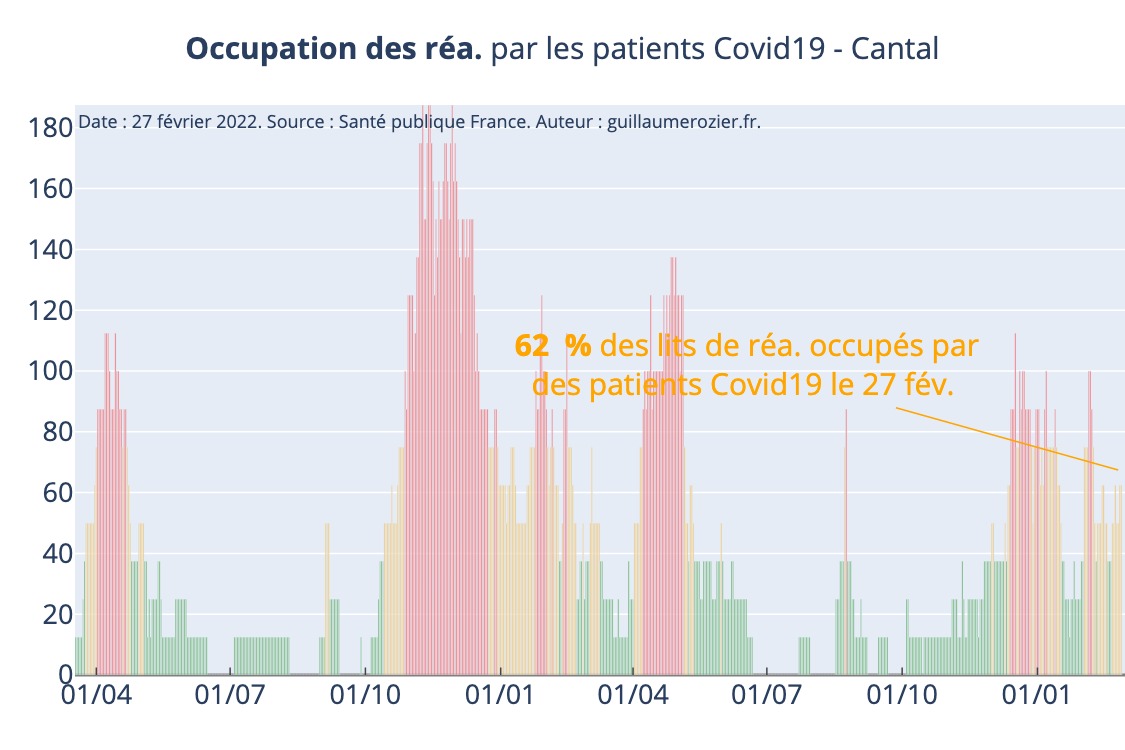 Occupation des réa. par les patients Covid19 - Cantal
180
Date : 27 février 2022. Source : Santé publique France. Auteur : guillaumerozier.fr.
160
140
120
62  % des lits de réa. occupés par
100
des patients Covid19 le 27 fév.
80
60
40
20
0
01/04 01/07 01/10 01/01 01/04 01/07 01/10 01/01